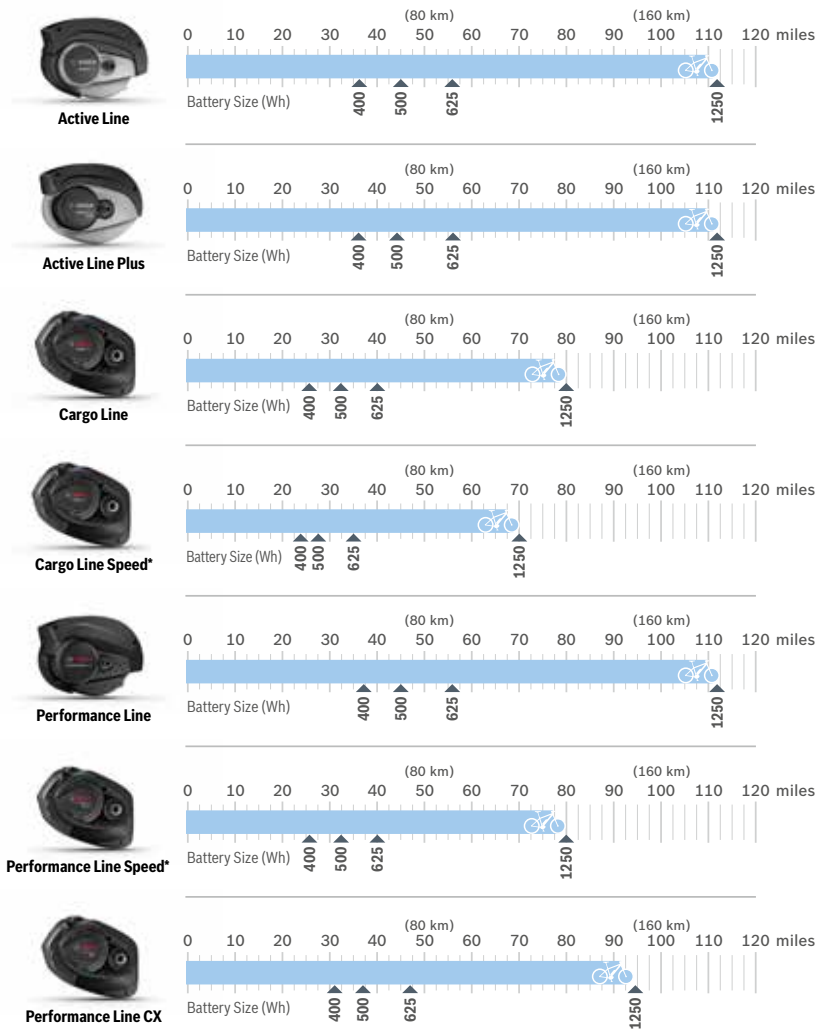 (80 km) (160 km)
0 10 20 30 40 50 60 70 80 90 100 110 120 miles
Battery Size (Wh) 400 500 625 1250
Active Line
(80 km) (160 km)
0 10 20 30 40 50 60 70 80 90 100 110 120 miles
Battery Size (Wh) 400 500 625 1250
Active Line Plus
(80 km) (160 km)
0 10 20 30 40 50 60 70 80 90 100 110 120 miles
Battery Size (Wh) 400 500 625 1250
Cargo Line
(80 km) (160 km)
0 10 20 30 40 50 60 70 80 90 100 110 120 miles
Battery Size (Wh) 400 500 625 1250
Cargo Line Speed*
(80 km) (160 km)
0 10 20 30 40 50 60 70 80 90 100 110 120 miles
Battery Size (Wh) 400 500 625 1250
Performance Line
(80 km) (160 km)
0 10 20 30 40 50 60 70 80 90 100 110 120 miles
Battery Size (Wh) 400 500 625 1250
Performance Line Speed*
(80 km) (160 km)
0 10 20 30 40 50 60 70 80 90 100 110 120 miles
Battery Size (Wh) 400 500 625 1250
Performance Line CX